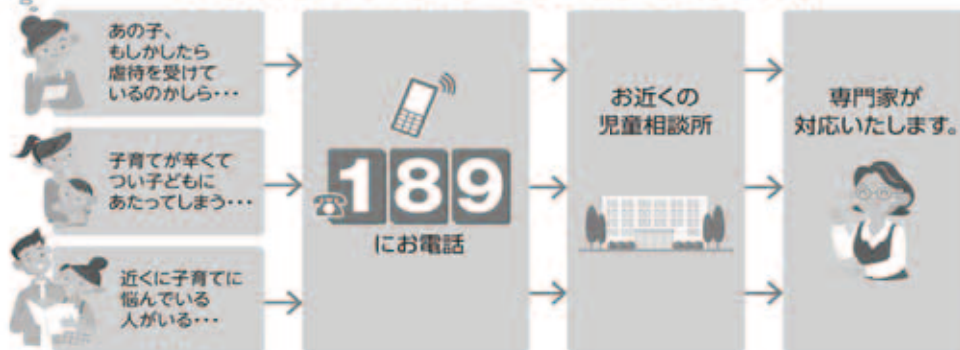 あの子、
もしかしたら
虐待を受けて
いるのかしら・・・
子育てが辛くて
つい子どもに
あたってしまう・・・
近くに子育てに
悩んでいる
人がいる・・・
189
にお電話
お近くの
児童相談所
専門家が
対応いたします。